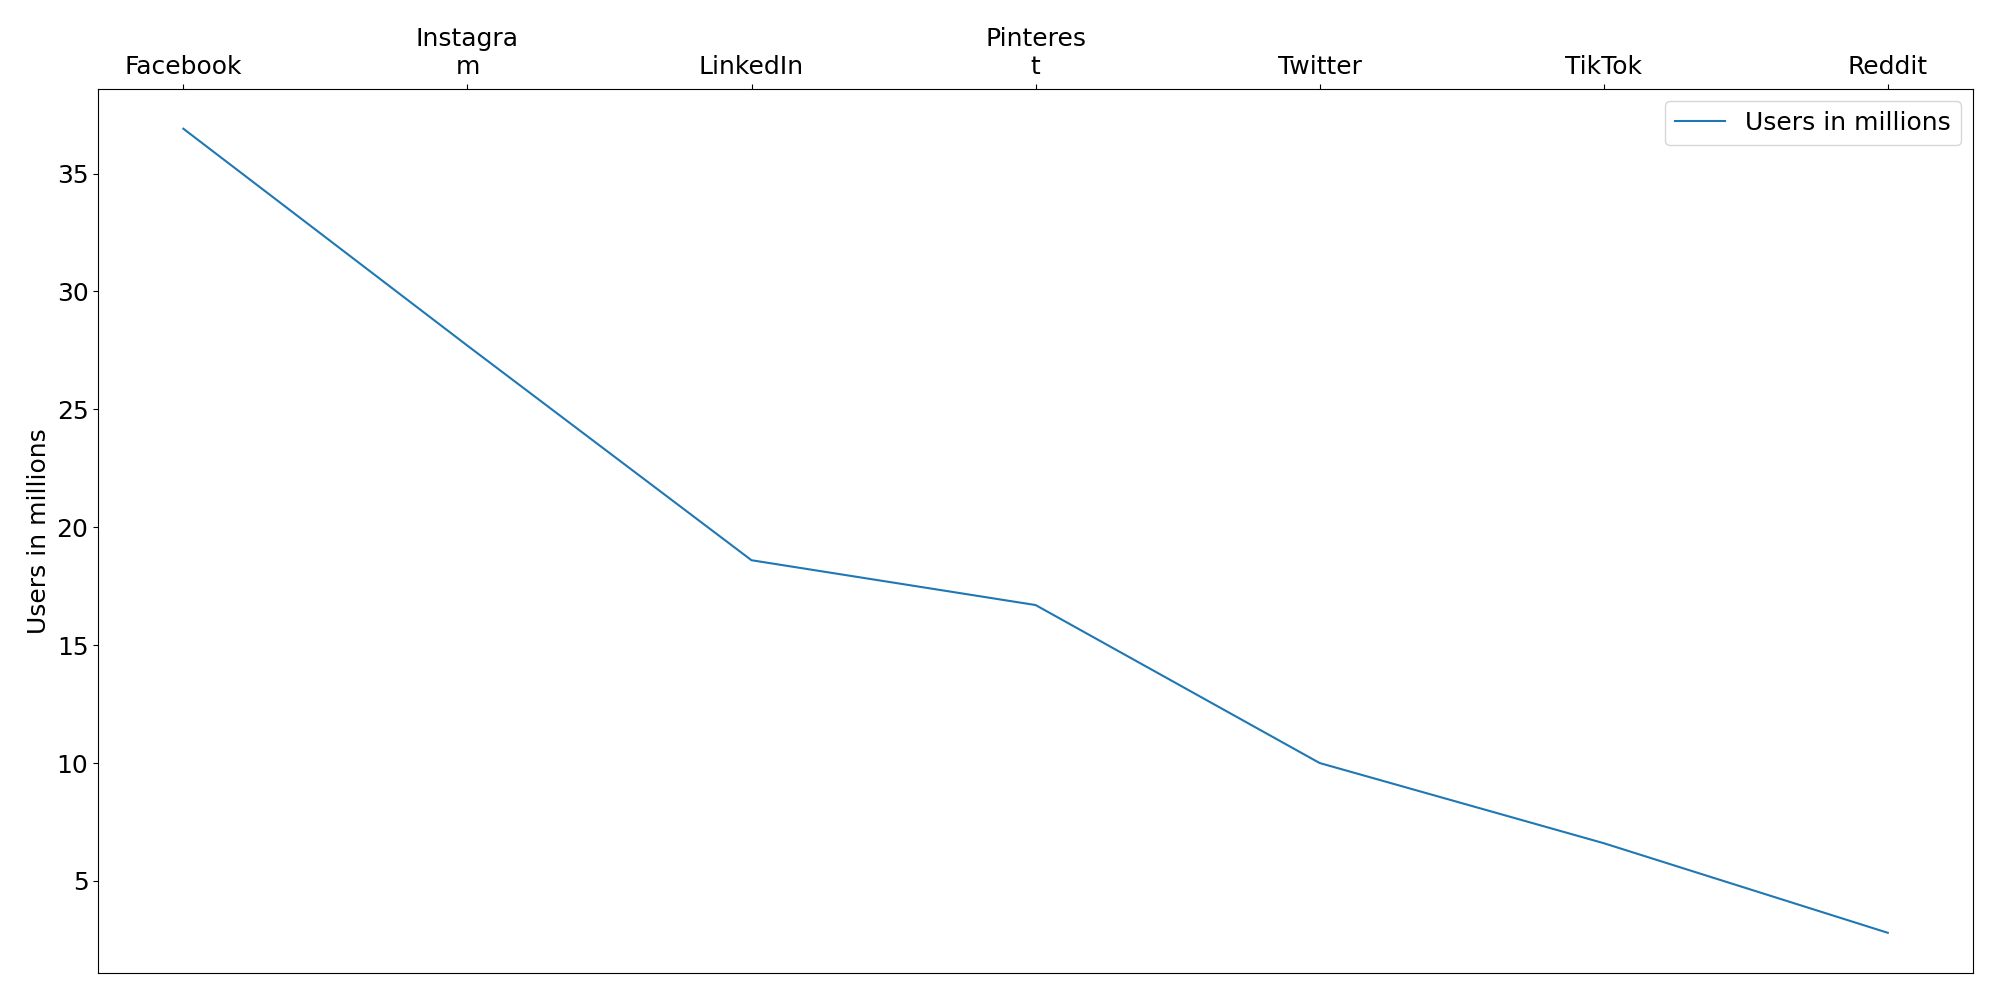 Facebook
Instagra
m
LinkedIn
Pinteres
t
Twitter
TikTok
Reddit
Users in millions
35
30
25
20
15
10
5
Users in millions